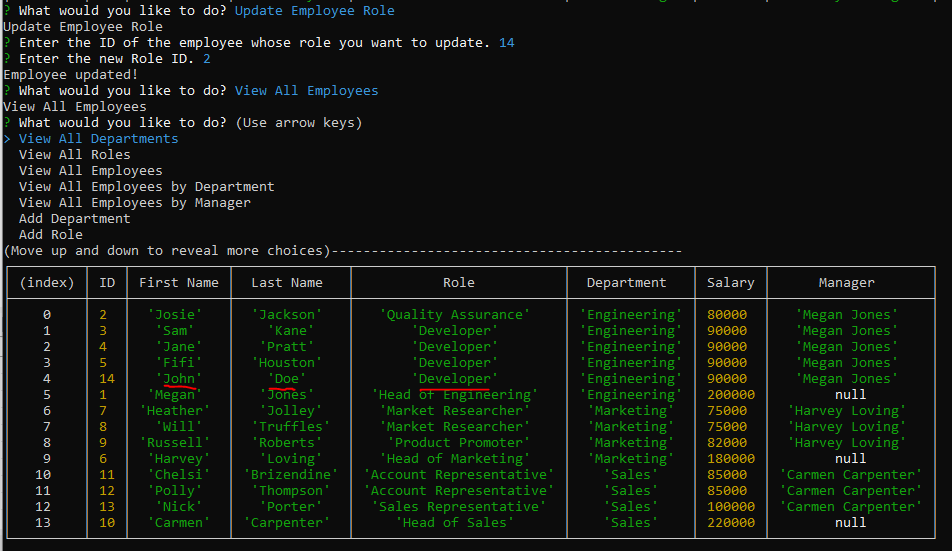 ? What would you like to do? Update Employee Role
Update Employee Role
? Enter the ID of the employee whose role you want to update. 14
? Enter the new Role ID. 2
Employee updated!
? What would you like to do? View All Employees
View All Employees
? What would you like to do? (Use arrow keys)
> View All Departments
View All Roles
View All Employees
View All Employees by Department
View All Employees by Manager
Add Department
Add Role
(Move up and down to reveal more choices)--------------------------------------------
(index) ID First Name Last Name Role Department Salary Manager
0 2 'Josie' 'Jackson' 'Quality Assurance' 'Engineering' 80000 'Megan Jones'
1 3 'Sam' 'Kane' 'Developer' 'Engineering' 90000 'Megan Jones'
2 4 'Jane' 'Pratt' 'Developer' 'Engineering' 90000 'Megan Jones'
3 5 'Fifi' 'Houston' 'Developer' 'Engineering' 90000 'Megan Jones'
4 14 'John' 'Doe' 'Developer' 'Engineering' 90000 'Megan Jones'
5 1 'Megan' 'Jones' 'Head of Engineering' 'Engineering' 200000 null
6 7 'Heather' 'Jolley' 'Market Researcher' 'Marketing' 75000 'Harvey Loving'
7 8 'Will' 'Truffles' 'Market Researcher' 'Marketing' 75000 'Harvey Loving'
8 9 'Russell' 'Roberts' 'Product Promoter' 'Marketing' 82000 'Harvey Loving'
9 6 'Harvey' 'Loving' 'Head of Marketing' 'Marketing' 180000 null
10 11 'Chelsi' 'Brizendine' 'Account Representative' 'Sales' 85000 'Carmen Carpenter'
11 12 'Polly' 'Thompson' 'Account Representative' 'Sales' 85000 'Carmen Carpenter'
12 13 'Nick' 'Porter' 'Sales Representative' 'Sales' 100000 'Carmen Carpenter'
13 10 'Carmen' 'Carpenter' 'Head of Sales' 'Sales' 220000 null